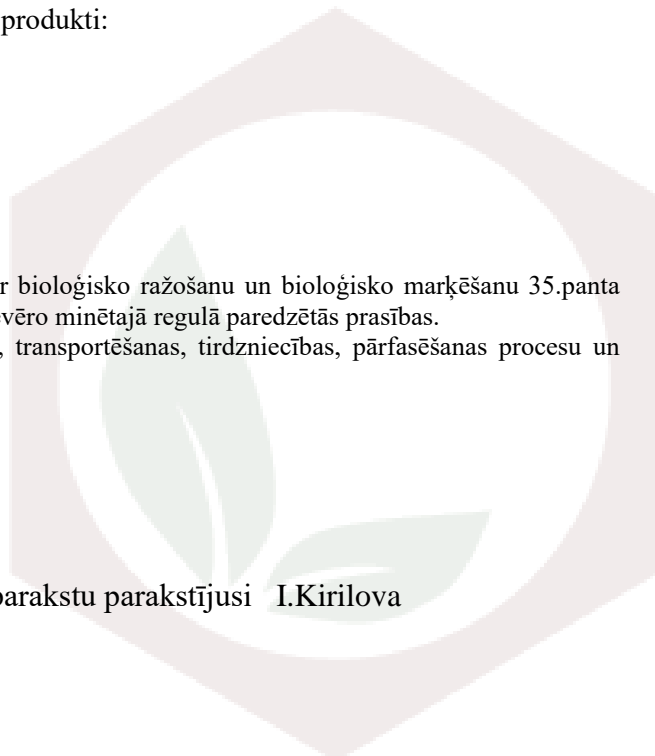 produkti:
r bioloģisko ražošanu un bioloģisko marķēšanu 35.panta
evēro minētajā regulā paredzētās prasības.
, transportēšanas, tirdzniecības, pārfasēšanas procesu un
parakstu parakstījusi I.Kirilova